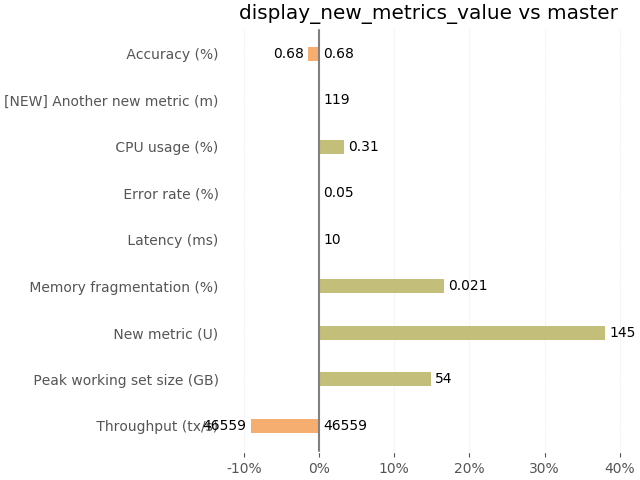 display_new_metrics_value vs master
Accuracy (%) 0.68 0.68
[NEW] Another new metric (m) 119
CPU usage (%) 0.31
Error rate (%) 0.05
Latency (ms) 10
Memory fragmentation (%) 0.021
New metric (U) 145
Peak working set size (GB) 54
Throughput (tx/s) 46559 46559
-10% 0% 10% 20% 30% 40%